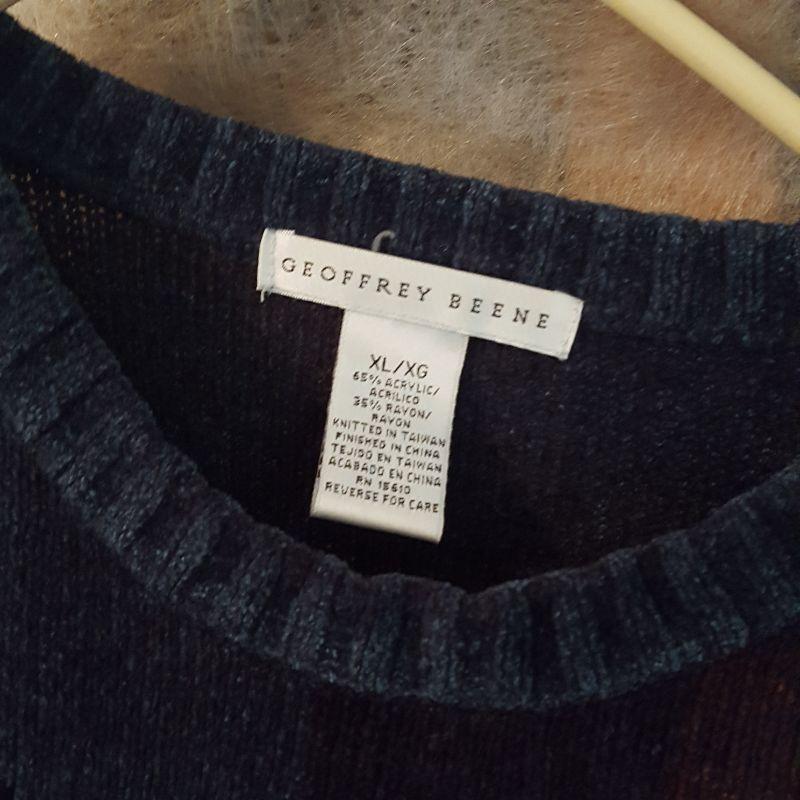 GEOFFREY BEENE
XL/XG
65% ACRYLIC/
ACRILICO
35% RAYON/
RAYON
KNITTED IN TAIWAN
FINISHED IN CHINA
TEJIDO EN TAIWAN
ACABADO EN CHINA
RN 15610
REVERSE FOR CARE